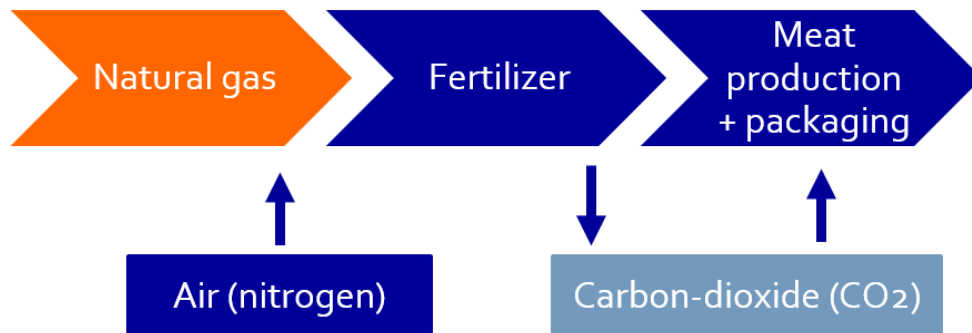 Natural gas
Fertilizer
Meat
production
+ packaging
Air (nitrogen)
Carbon-dioxide (CO2)